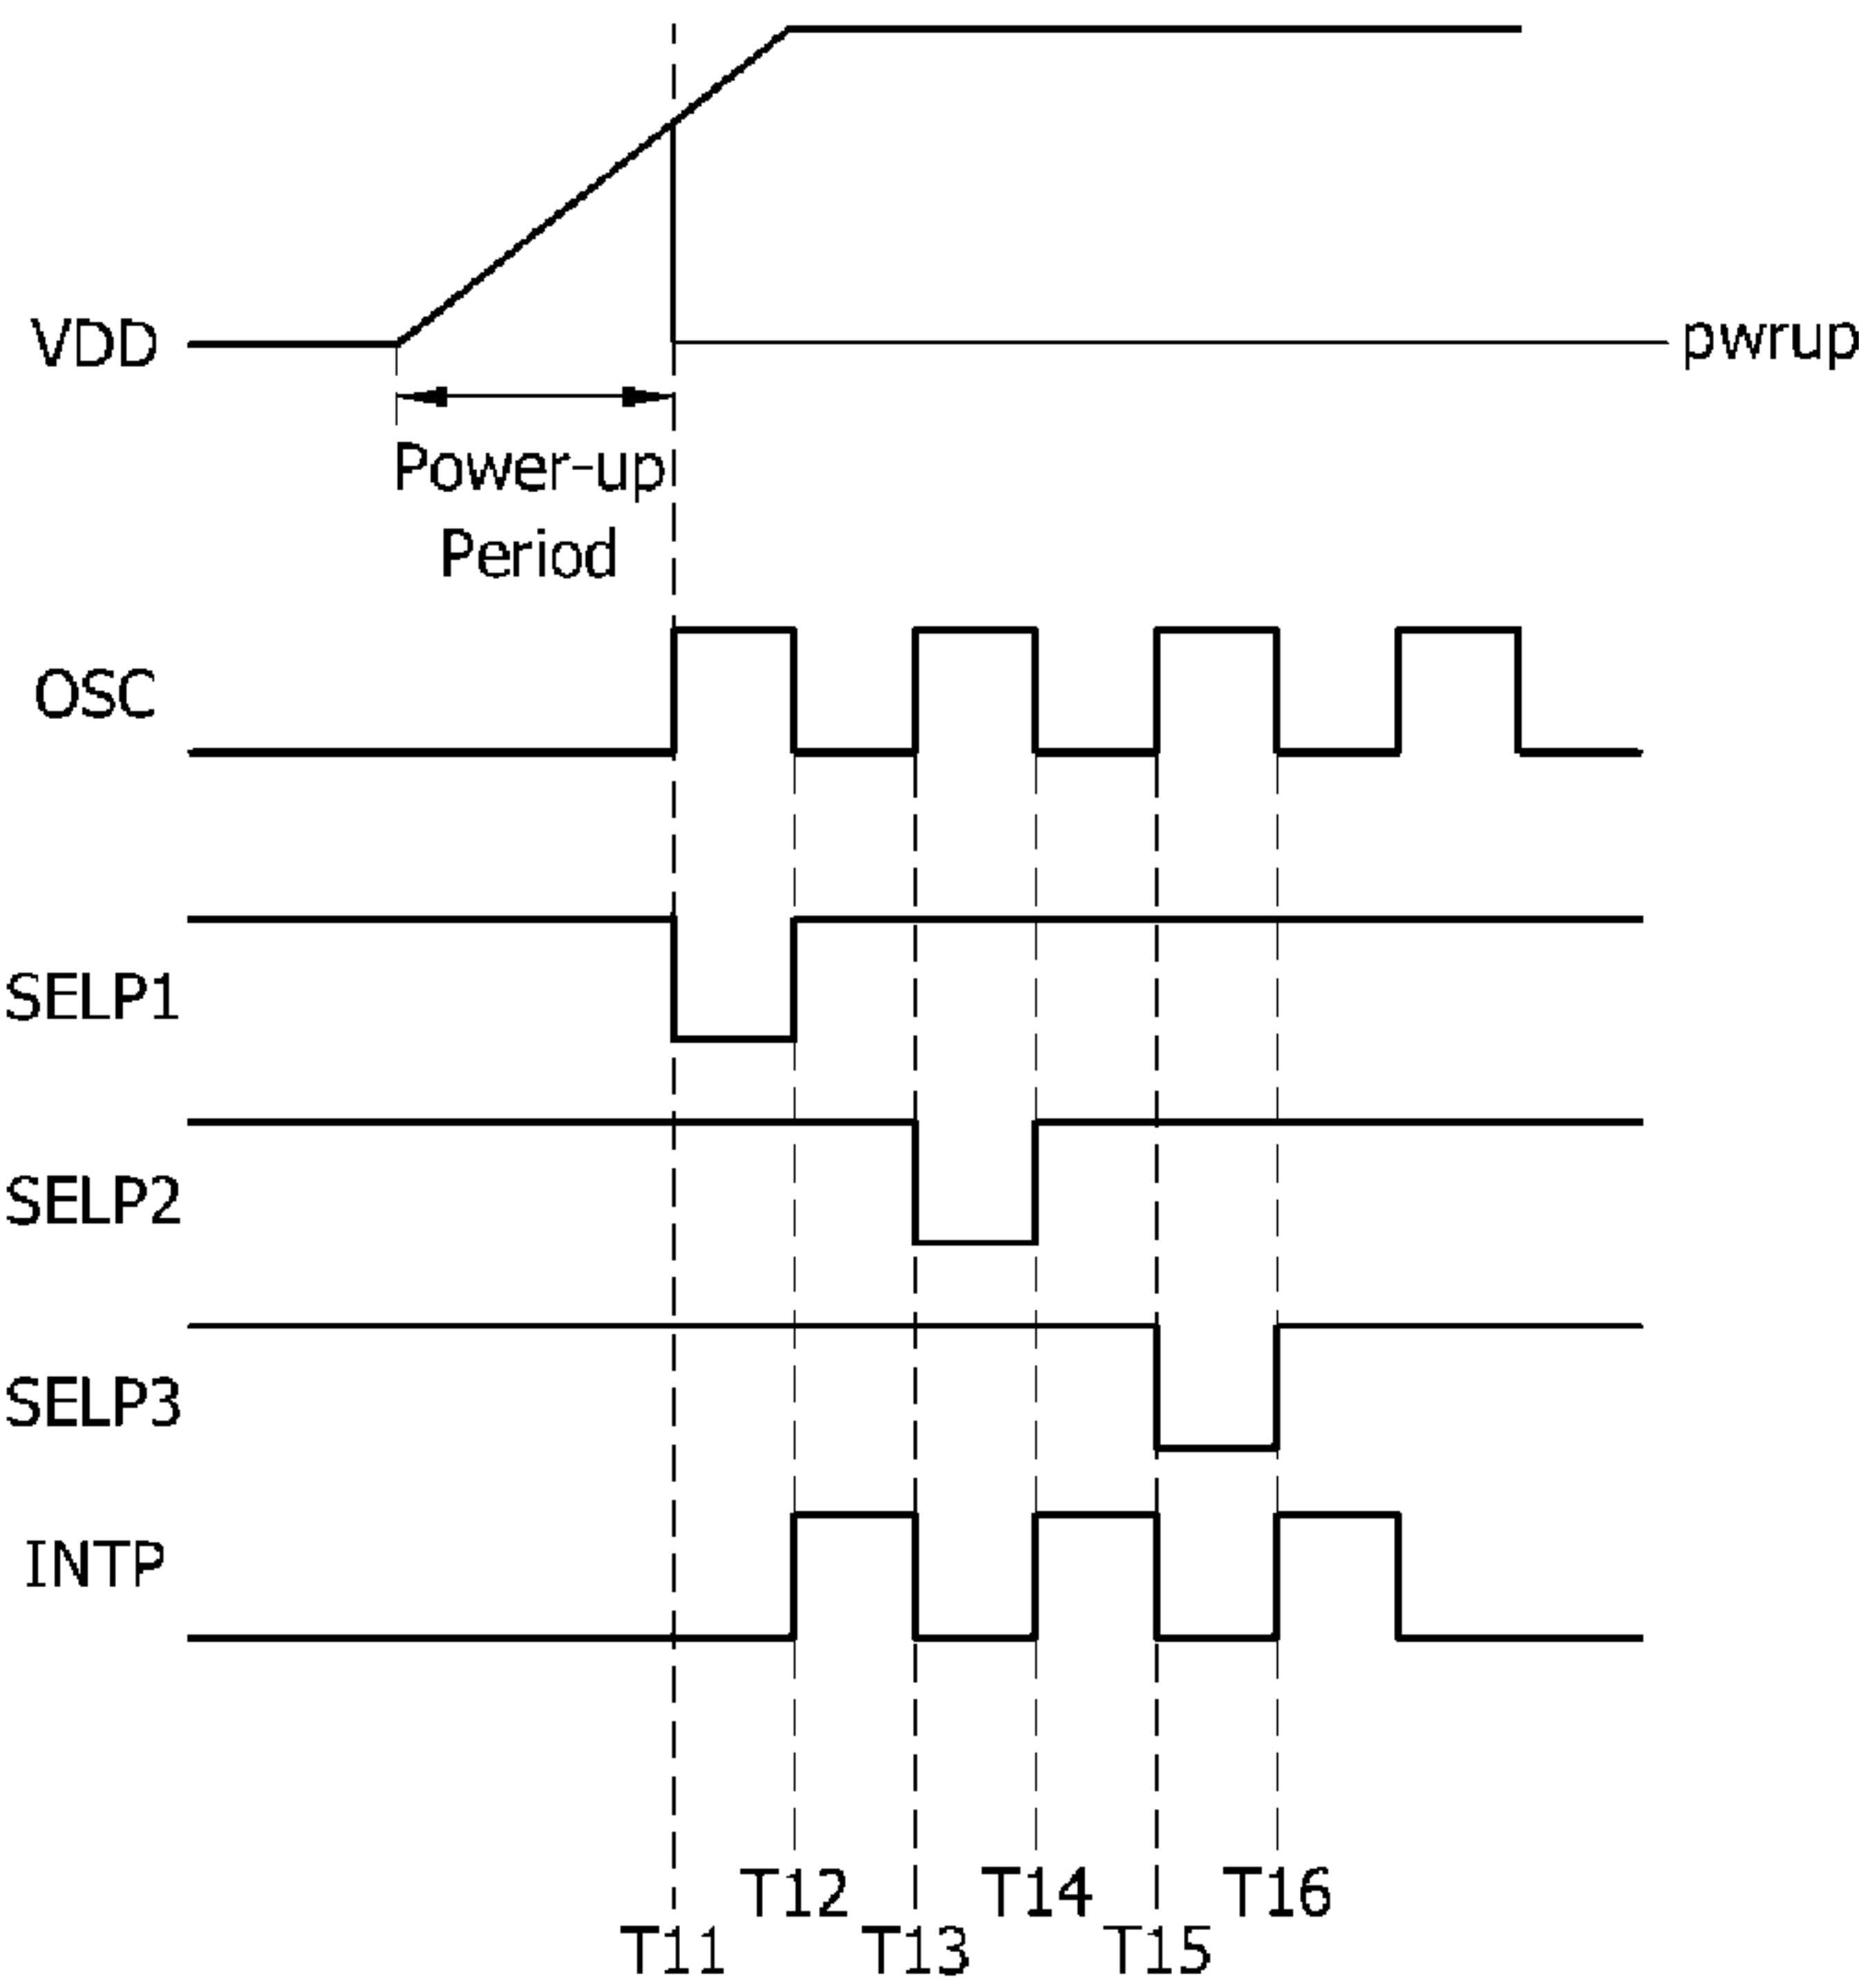 VDD
pwrup
Power-up
Period
OSC
SELP1
SELP2
SELP3
INTP
T12 T14 T16
T11 T13 T15